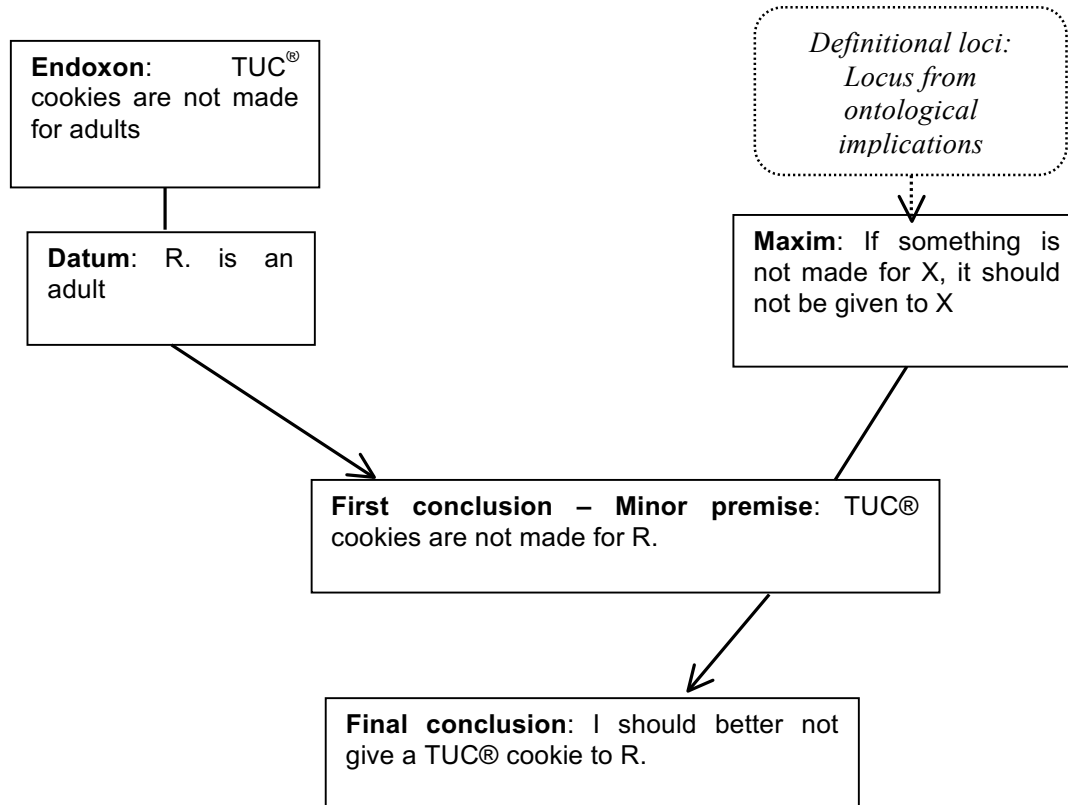 Endoxon: TUC®
cookies are not made
for adults
Definitional loci:
Locus from
ontological
implications
Datum: R. is an
adult
Maxim: If something is
not made for X, it should
not be given to X
First conclusion – Minor premise: TUC®
cookies are not made for R.
Final conclusion: I should better not
give a TUC® cookie to R.